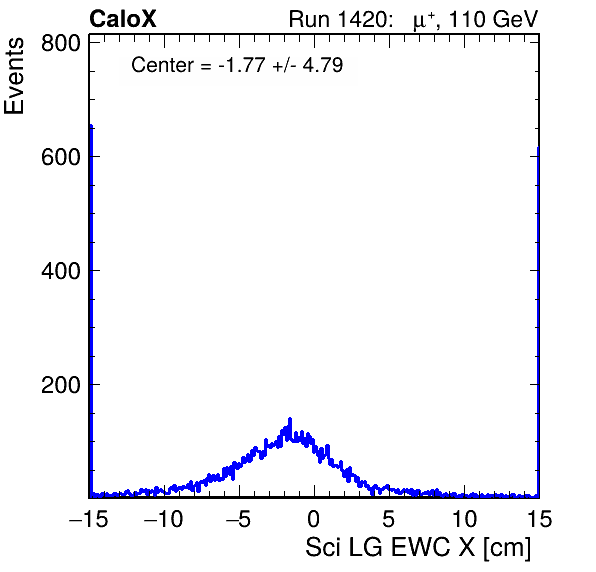 CaloX Run 1420: μ⁺, 110 GeV
Center = -1.77 +/- 4.79
Events
800
600
400
200
−15 −10 −5 0 5 10 15
Sci LG EWC X [cm]